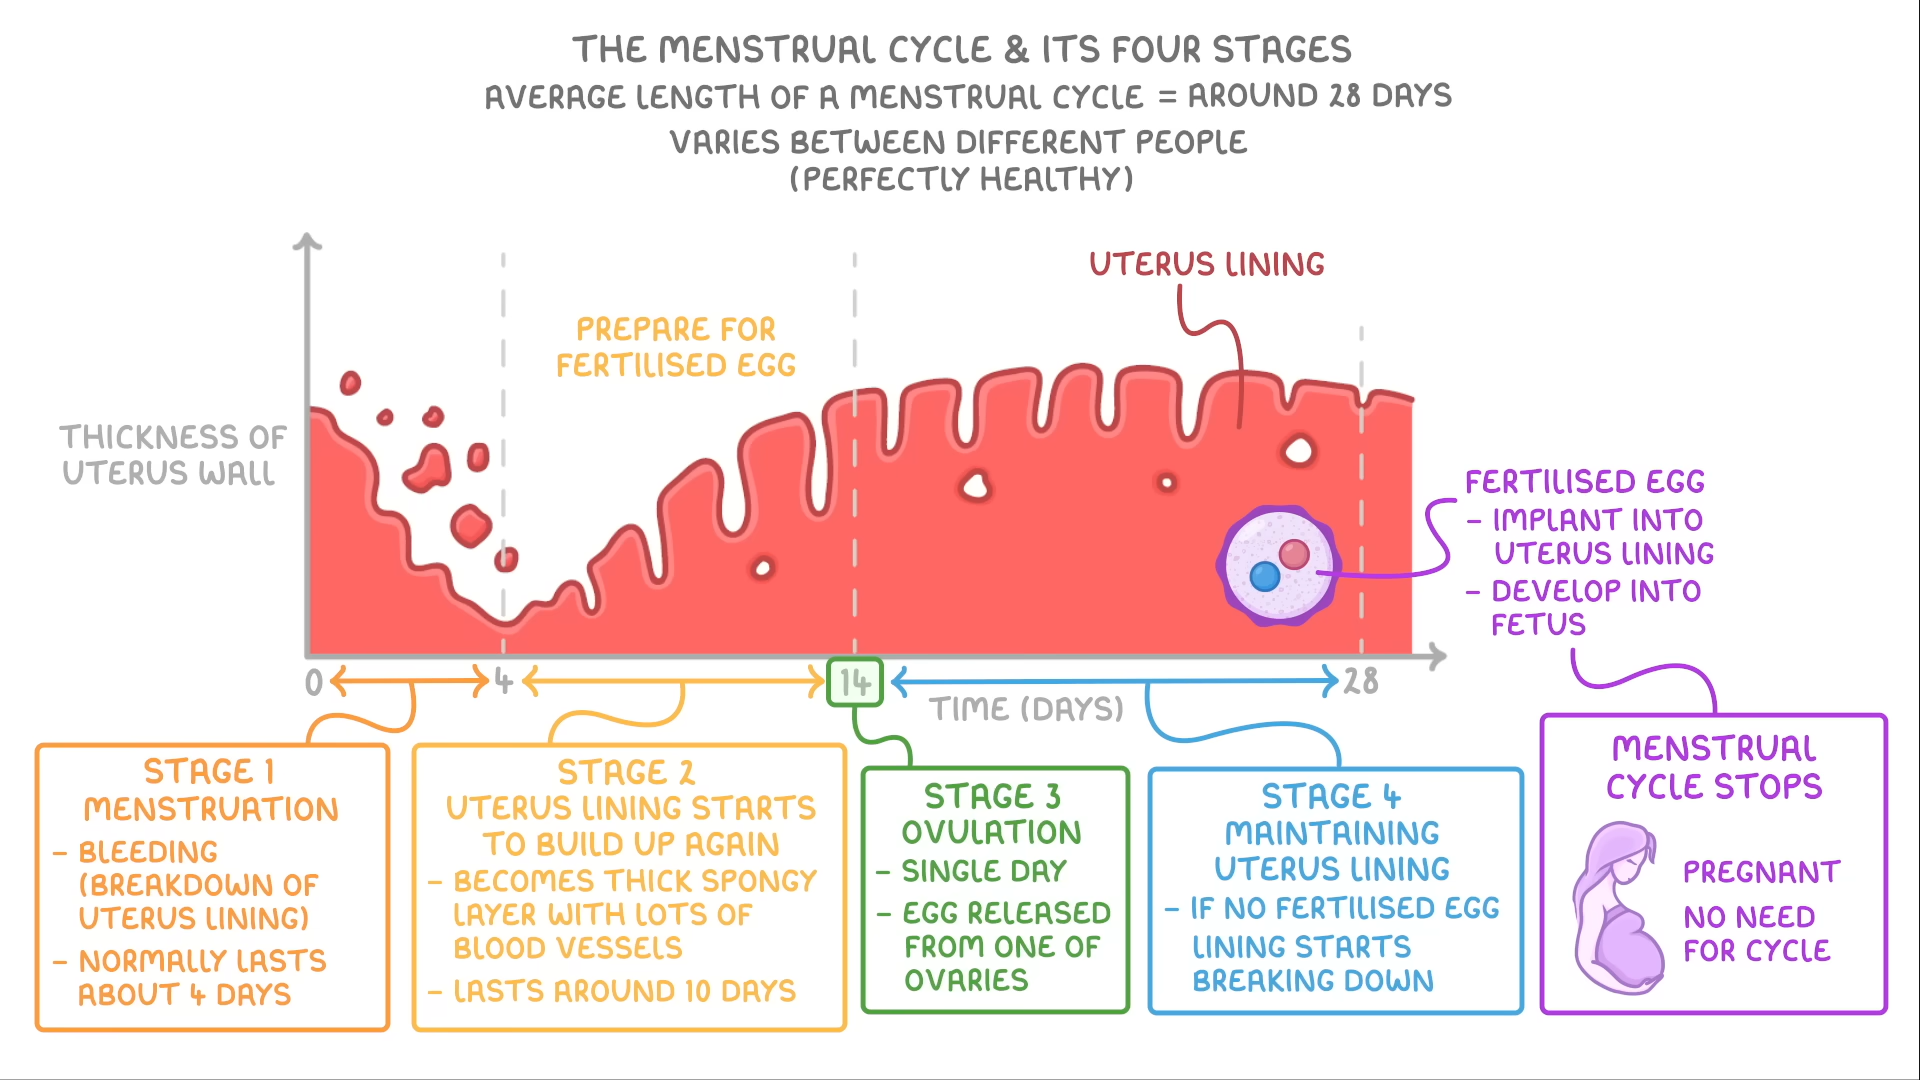 THE MENSTRUAL CYCLE & ITS FOUR STAGES
AVERAGE LENGTH OF A MENSTRUAL CYCLE = AROUND 28 DAYS
VARIES BETWEEN DIFFERENT PEOPLE
(PERFECTLY HEALTHY)
UTERUS LINING
PREPARE FOR
FERTILISED EGG
THICKNESS OF
UTERUS WALL
FERTILISED EGG
- IMPLANT INTO
UTERUS LINING
- DEVELOP INTO
FETUS
0 4 14 28
TIME (DAYS)
STAGE 1
MENSTRUATION
- BLEEDING
(BREAKDOWN OF
UTERUS LINING)
- NORMALLY LASTS
ABOUT 4 DAYS
STAGE 2
UTERUS LINING STARTS
TO BUILD UP AGAIN
- BECOMES THICK SPONGY
LAYER WITH LOTS OF
BLOOD VESSELS
- LASTS AROUND 10 DAYS
STAGE 3
OVULATION
- SINGLE DAY
- EGG RELEASED
FROM ONE OF
OVARIES
STAGE 4
MAINTAINING
UTERUS LINING
- IF NO FERTILISED EGG
LINING STARTS
BREAKING DOWN
MENSTRUAL
CYCLE STOPS
PREGNANT
NO NEED
FOR CYCLE